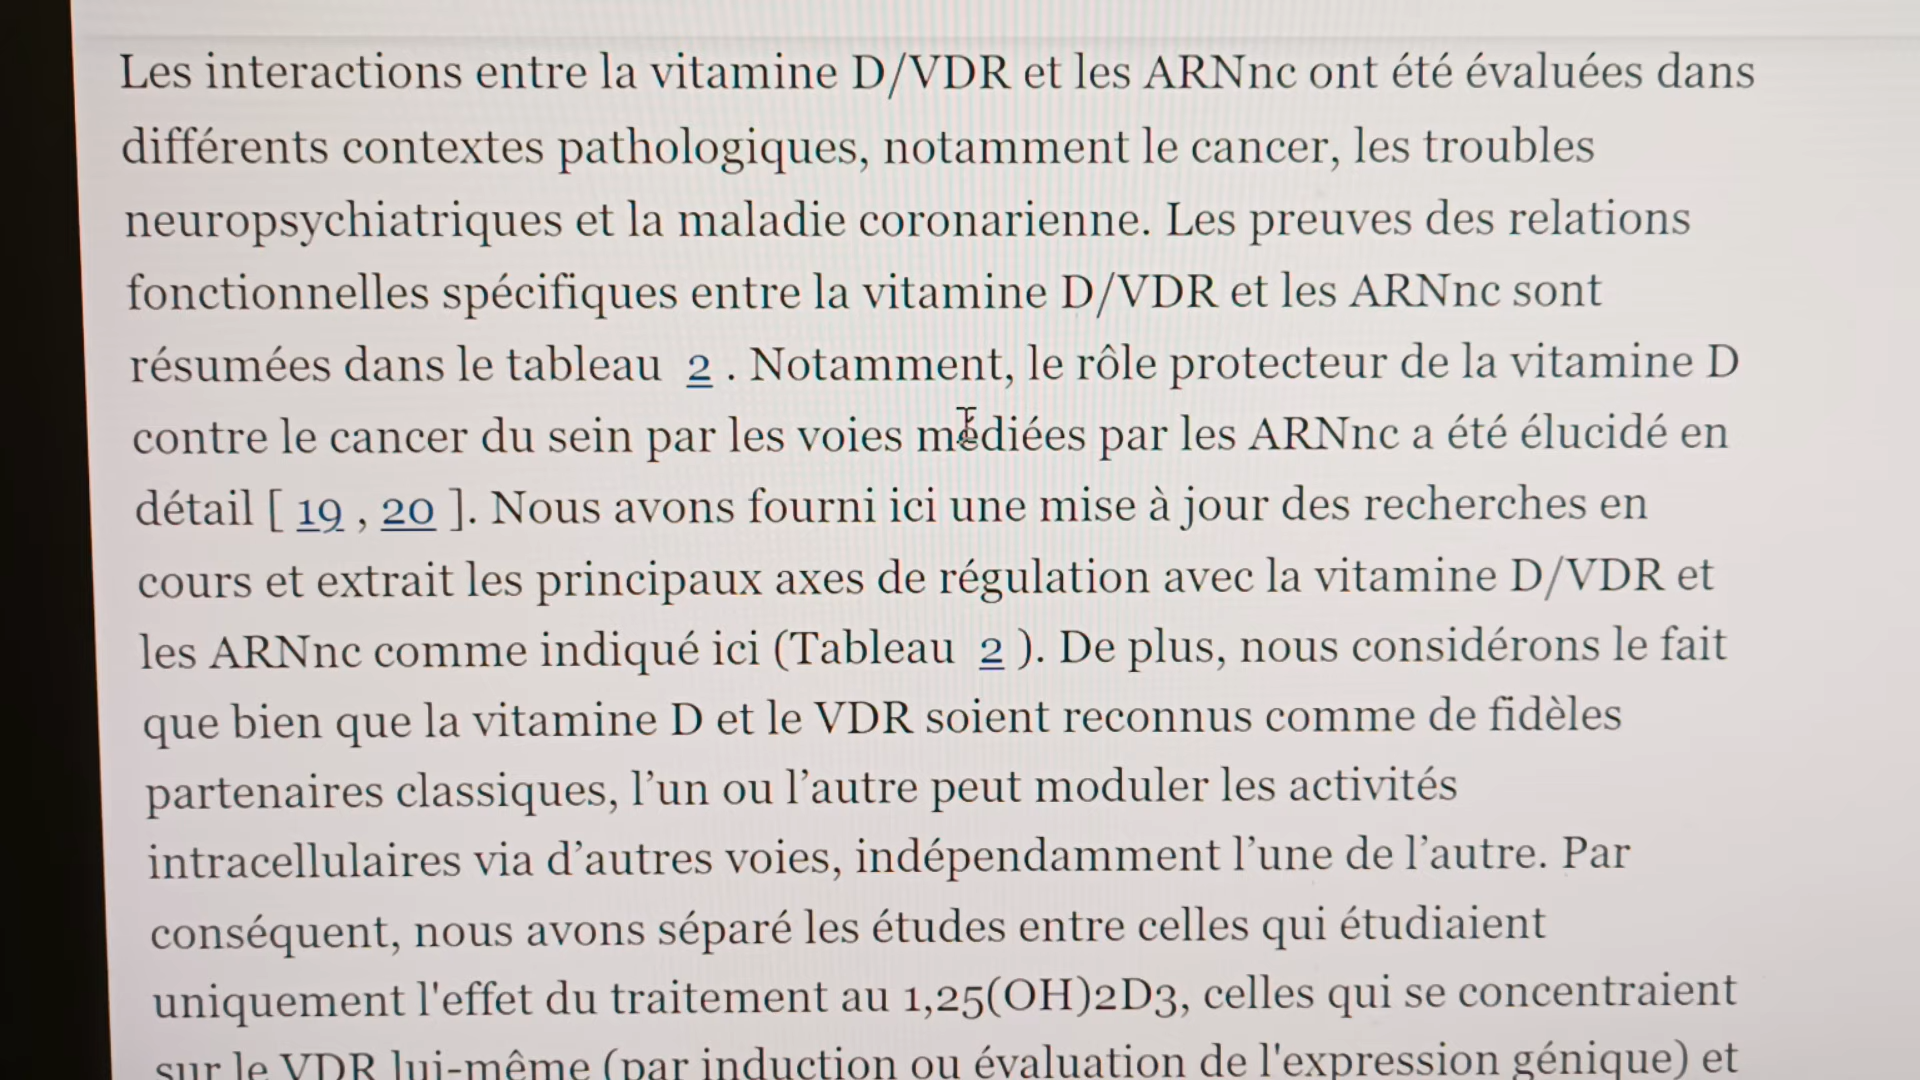 Les interactions entre la vitamine D/VDR et les ARNnc ont été évaluées dans
différents contextes pathologiques, notamment le cancer, les troubles
neuropsychiatriques et la maladie coronarienne. Les preuves des relations
fonctionnelles spécifiques entre la vitamine D/VDR et les ARNnc sont
résumées dans le tableau 2 . Notamment, le rôle protecteur de la vitamine D
contre le cancer du sein par les voies médiées par les ARNnc a été élucidé en
détail [ 19 , 20 ]. Nous avons fourni ici une mise à jour des recherches en
cours et extrait les principaux axes de régulation avec la vitamine D/VDR et
les ARNnc comme indiqué ici (Tableau 2 ). De plus, nous considérons le fait
que bien que la vitamine D et le VDR soient reconnus comme de fidèles
partenaires classiques, l’un ou l’autre peut moduler les activités
intracellulaires via d’autres voies, indépendamment l’une de l’autre. Par
conséquent, nous avons séparé les études entre celles qui étudiaient
uniquement l'effet du traitement au 1,25(OH)2D3, celles qui se concentraient
sur le VDR lui-même (par induction ou évaluation de l'expression génique) et